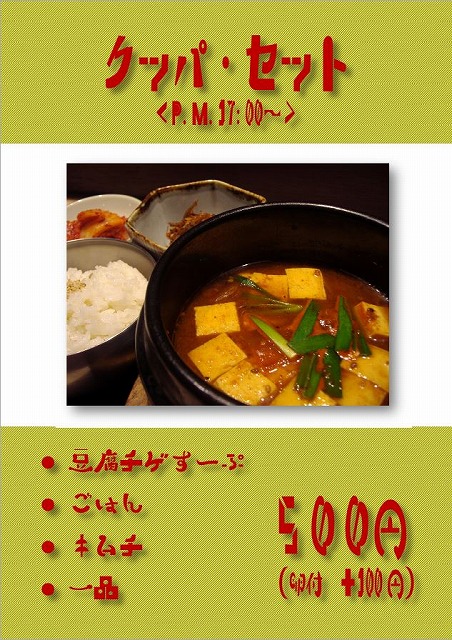 クッパ・セット
<P.M.17:00～>
● 豆腐チゲすーぷ
● ごはん
● キムチ
● 一品
500円
(卵付 +100円)